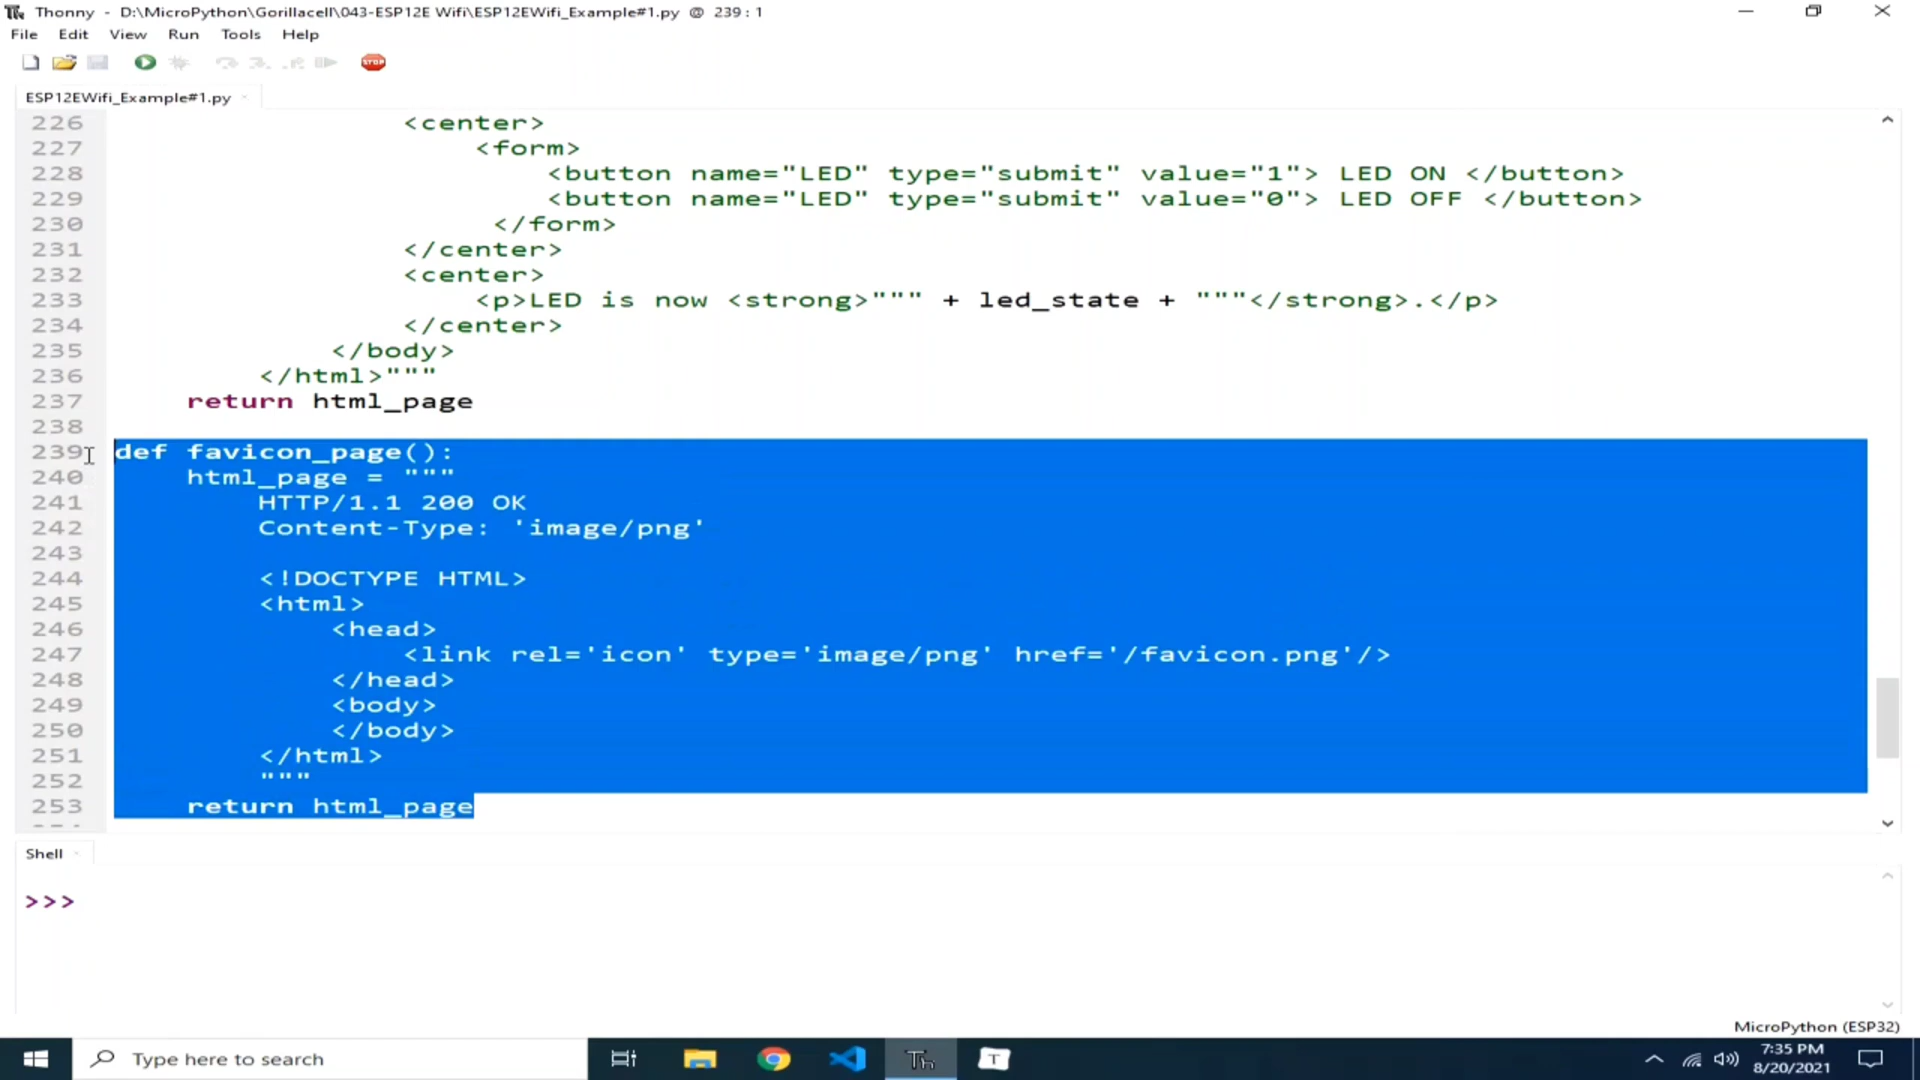 Thonny - D:\MicroPython\Gorillacell\043-ESP12E Wifi\ESP12EWifi_Example#1.py @ 239 : 1
File Edit View Run Tools Help
STOP
ESP12EWifi_Example#1.py
226 <center>
227 <form>
228 <button name="LED" type="submit" value="1"> LED ON </button>
229 <button name="LED" type="submit" value="0"> LED OFF </button>
230 </form>
231 </center>
232 <center>
233 <p>LED is now <strong>""" + led_state + """</strong>.</p>
234 </center>
235 </body>
236 </html>"""
237 return html_page
238
239 def favicon_page():
240 html_page = """
241 HTTP/1.1 200 OK
242 Content-Type: 'image/png'
243
244 <!DOCTYPE HTML>
245 <html>
246 <head>
247 <link rel='icon' type='image/png' href='/favicon.png'/>
248 </head>
249 <body>
250 </body>
251 </html>
252 """
253 return html_page
Shell
>>>
MicroPython (ESP32)
Type here to search
Th
T
7:35 PM
8/20/2021